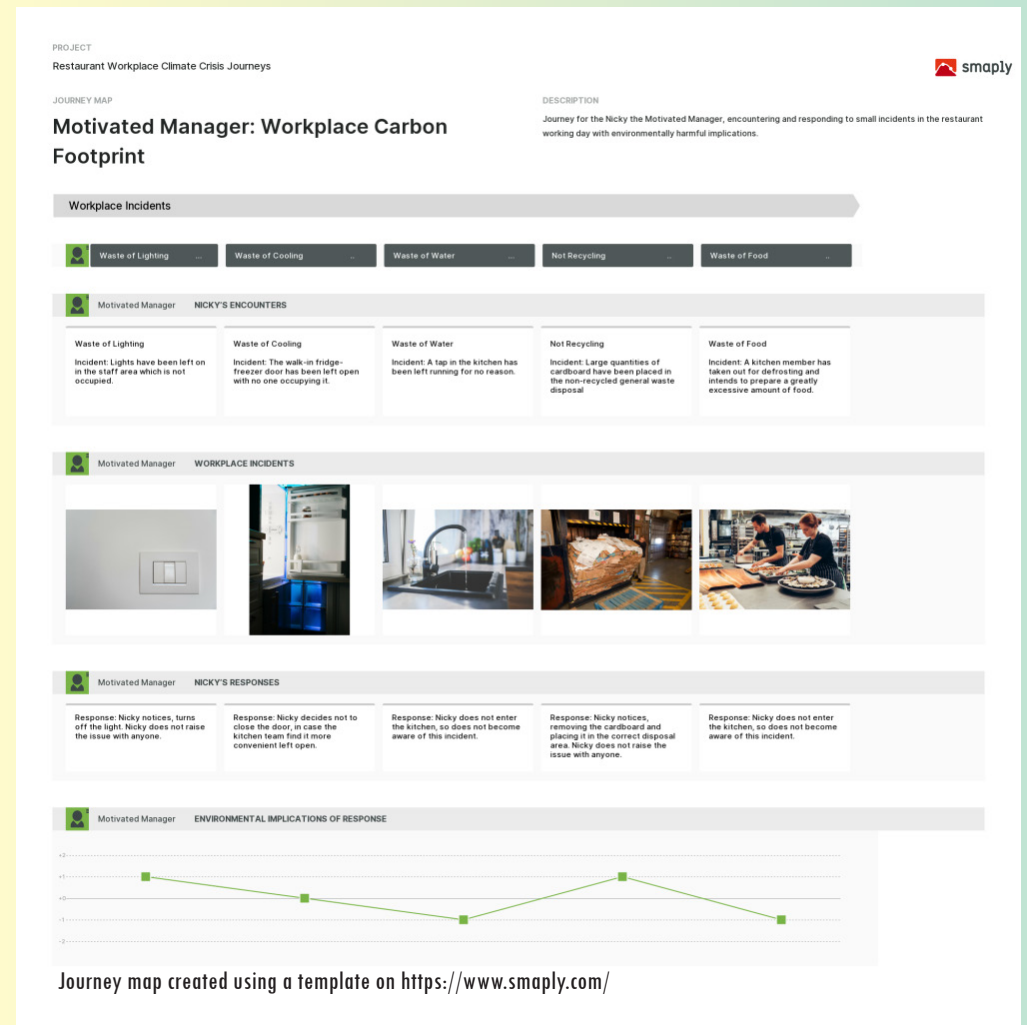 PROJECT
Restaurant Workplace Climate Crisis Journeys
smaply
JOURNEY MAP
Motivated Manager: Workplace Carbon
Footprint
DESCRIPTION
Journey for the Nicky the Motivated Manager, encountering and responding to small incidents in the restaurant
working day with environmentally harmful implications.
Workplace Incidents
Waste of Lighting ...
Waste of Cooling ..
Waste of Water ...
Not Recycling ..
Waste of Food ..
Motivated Manager NICKY'S ENCOUNTERS
Waste of Lighting
Incident: Lights have been left on
in the staff area which is not
occupied.
Waste of Cooling
Incident: The walk-in fridge-
freezer door has been left open
with no one occupying it.
Waste of Water
Incident: A tap in the kitchen has
been left running for no reason.
Not Recycling
Incident: Large quantities of
cardboard have been placed in
the non-recycled general waste
disposal
Waste of Food
Incident: A kitchen member has
taken out for defrosting and
intends to prepare a greatly
excessive amount of food.
Motivated Manager WORKPLACE INCIDENTS
Motivated Manager NICKY'S RESPONSES
Response: Nicky notices, turns
off the light. Nicky does not raise
the issue with anyone.
Response: Nicky decides not to
close the door, in case the
kitchen team find it more
convenient left open.
Response: Nicky does not enter
the kitchen, so does not become
aware of this incident.
Response: Nicky notices,
removing the cardboard and
placing it in the correct disposal
area. Nicky does not raise the
issue with anyone.
Response: Nicky does not enter
the kitchen, so does not become
aware of this incident.
Motivated Manager ENVIRONMENTAL IMPLICATIONS OF RESPONSE
+2
+1
+0
-1
-2
Journey map created using a template on https://www.smaply.com/